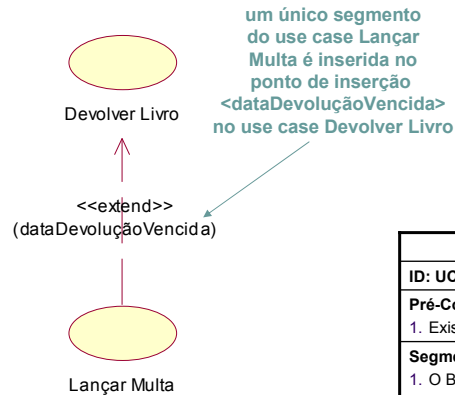 um único segmento
do use case Lançar
Multa é inserida no
ponto de inserção
<dataDevoluçãoVencida>
no use case Devolver Livro
Devolver Livro
<<extend>>
(dataDevoluçãoVencida)
Lançar Multa
ID: UC
Pré-Co
1. Exis
Segme
1. O B